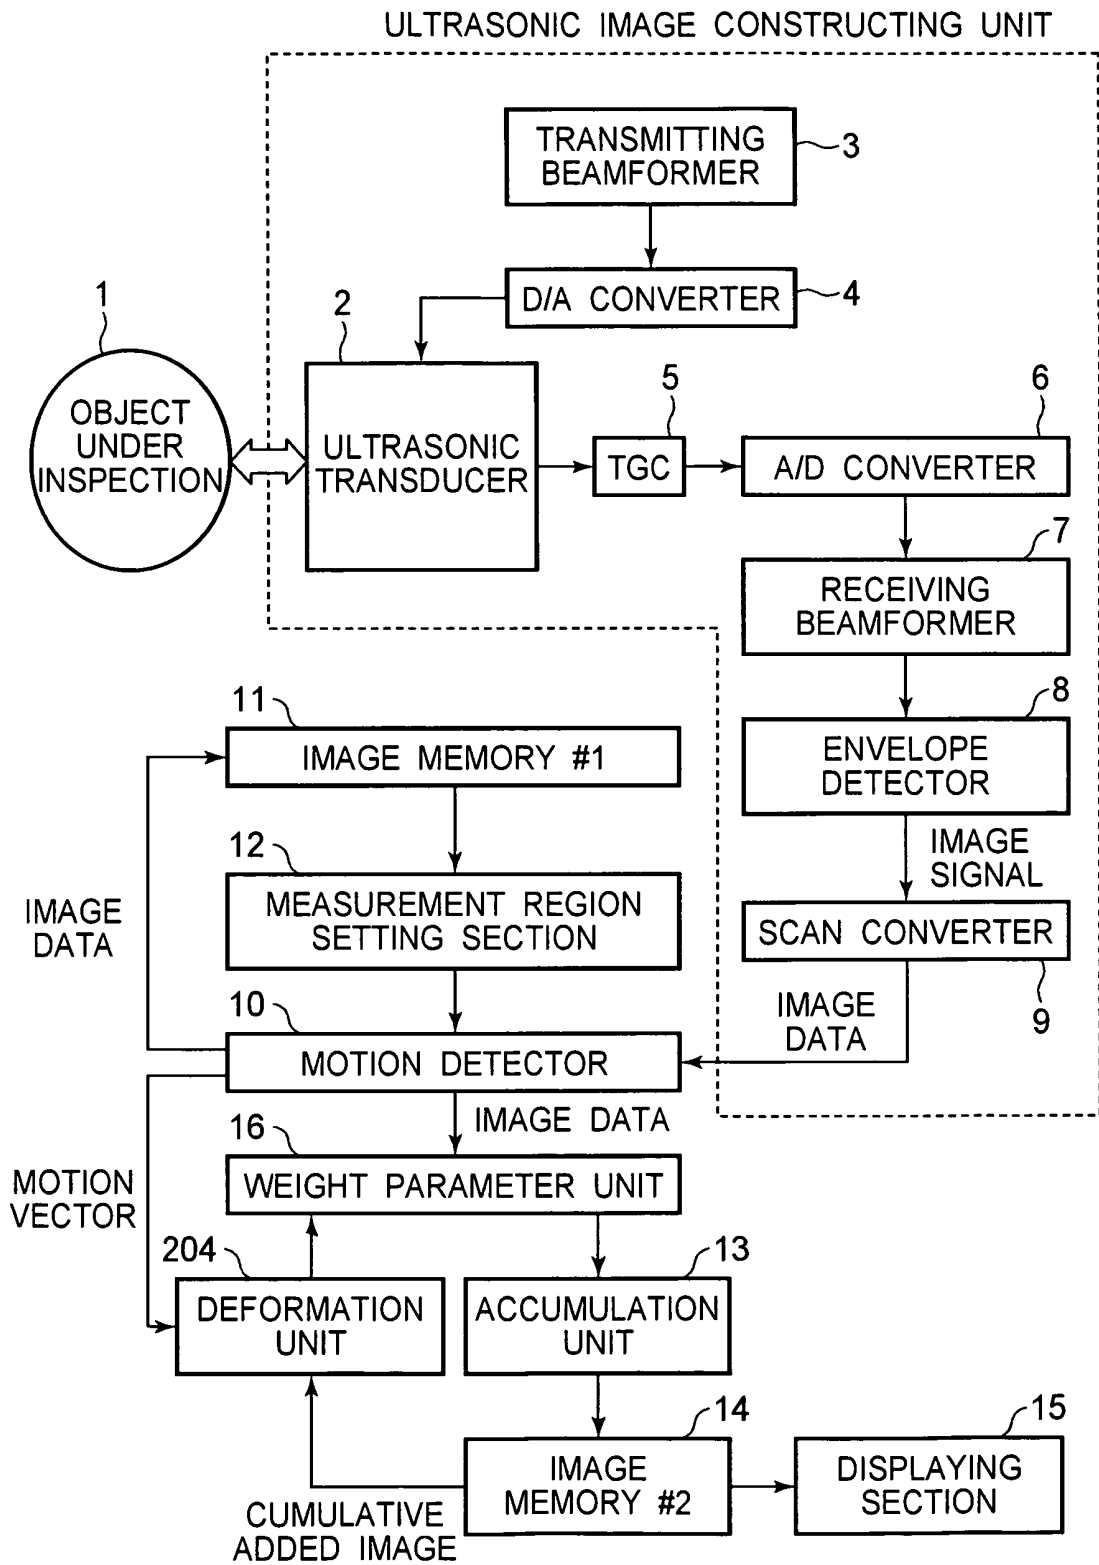 ULTRASONIC IMAGE CONSTRUCTING UNIT
TRANSMITTING
BEAMFORMER
3
D/A CONVERTER
4
1
OBJECT
UNDER
INSPECTION
2
ULTRASONIC
TRANSDUCER
5
TGC
6
A/D CONVERTER
7
RECEIVING
BEAMFORMER
8
ENVELOPE
DETECTOR
IMAGE
SIGNAL
SCAN CONVERTER
9
IMAGE
DATA
11
IMAGE MEMORY #1
12
MEASUREMENT REGION
SETTING SECTION
IMAGE
DATA
10
MOTION DETECTOR
IMAGE DATA
16
WEIGHT PARAMETER UNIT
MOTION
VECTOR
204
DEFORMATION
UNIT
13
ACCUMULATION
UNIT
14
IMAGE
MEMORY #2
15
DISPLAYING
SECTION
CUMULATIVE
ADDED IMAGE